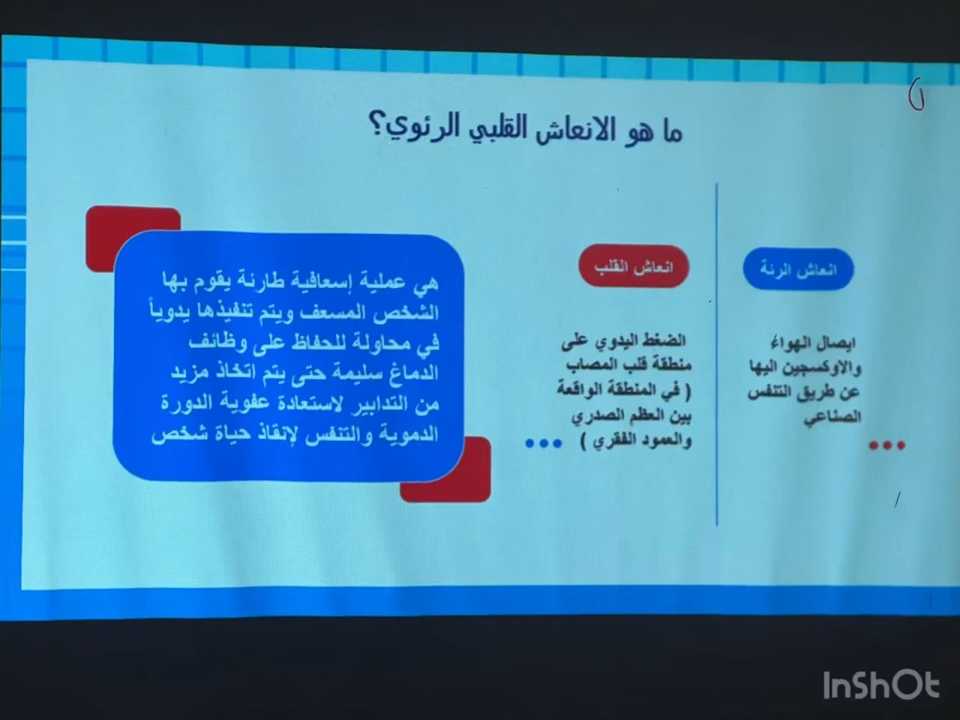 ما هو الانعاش القلبي الرئوي؟
انعاش الرئة
ايصال الهواء
والاوكسجين اليها
عن طريق التنفس
الصناعي
انعاش القلب
الضغط اليدوي على
منطقة قلب المصاب
( في المنطقة الواقعة
بين العظم الصدري
والعمود الفقري )
هي عملية إسعافية طارئة يقوم بها
الشخص المسعف ويتم تنفيذها يدوياً
في محاولة للحفاظ على وظائف
الدماغ سليمة حتى يتم اتخاذ مزيد
من التدابير لاستعادة عفوية الدورة
الدموية والتنفس لإنقاذ حياة شخص
InShOt